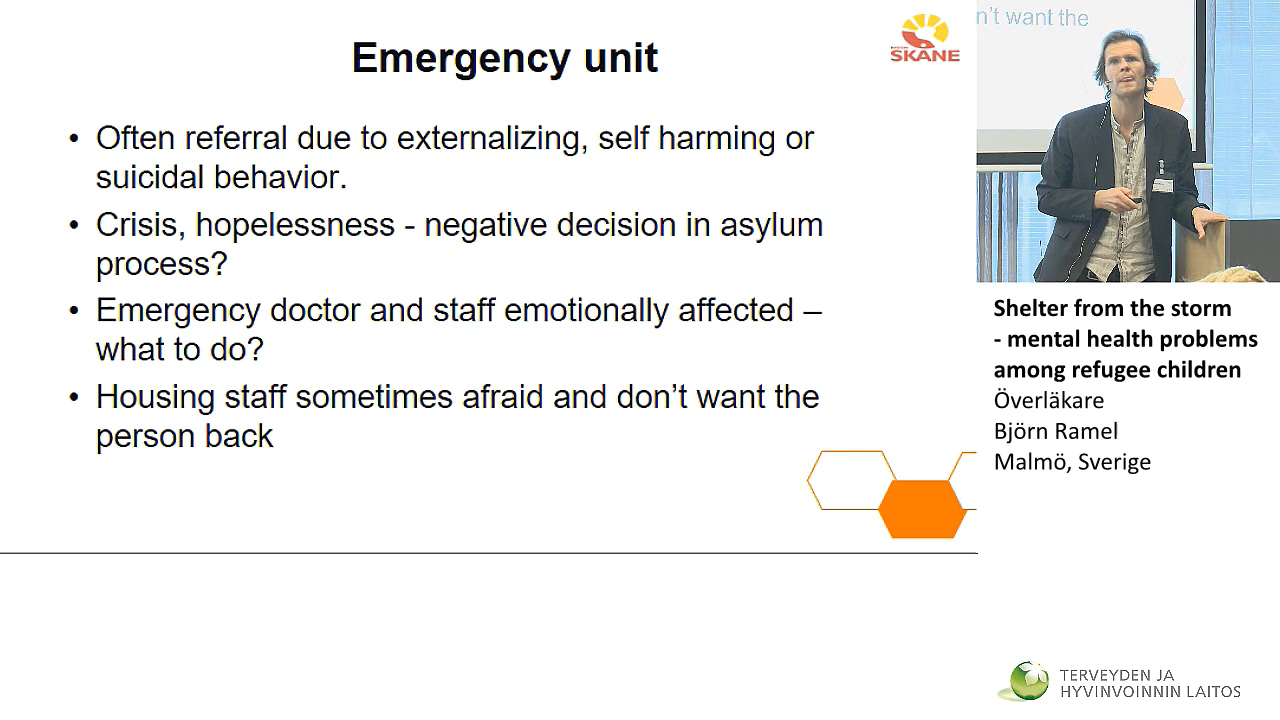 Emergency unit
SKANE
• Often referral due to externalizing, self harming or
suicidal behavior.
• Crisis, hopelessness - negative decision in asylum
process?
• Emergency doctor and staff emotionally affected –
what to do?
• Housing staff sometimes afraid and don’t want the
person back
n’t want the
Shelter from the storm
- mental health problems
among refugee children
Överläkare
Björn Ramel
Malmö, Sverige
TERVEYDEN JA
HYVINVOINNIN LAITOS